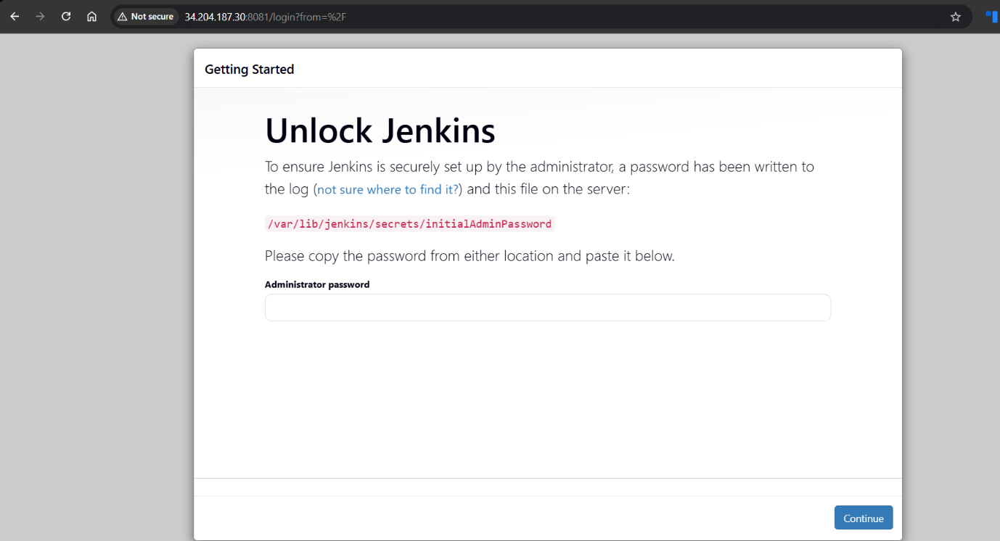 Not secure 34.204.187.30:8081/login?from=%2F
Getting Started
Unlock Jenkins
To ensure Jenkins is securely set up by the administrator, a password has been written to
the log (not sure where to find it?) and this file on the server:
/var/lib/jenkins/secrets/initialAdminPassword
Please copy the password from either location and paste it below.
Administrator password
Continue